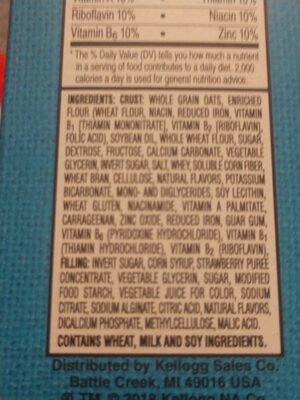 Riboflavin 10% • Niacin 10%
Vitamin B6 10% • Zinc 10%
*The % Daily Value (DV) tells you how much a nutrient
in a serving of food contributes to a daily diet. 2,000
calories a day is used for general nutrition advice.
INGREDIENTS: CRUST: WHOLE GRAIN OATS, ENRICHED
FLOUR (WHEAT FLOUR, NIACIN, REDUCED IRON, VITAMIN
B1 [THIAMIN MONONITRATE], VITAMIN B2 [RIBOFLAVIN],
FOLIC ACID), SOYBEAN OIL, WHOLE WHEAT FLOUR, SUGAR,
DEXTROSE, FRUCTOSE, CALCIUM CARBONATE, VEGETABLE
GLYCERIN, INVERT SUGAR, SALT, WHEY, SOLUBLE CORN FIBER,
WHEAT BRAN, CELLULOSE, NATURAL FLAVORS, POTASSIUM
BICARBONATE, MONO- AND DIGLYCERIDES, SOY LECITHIN,
WHEAT GLUTEN, NIACINAMIDE, VITAMIN A PALMITATE,
CARRAGEENAN, ZINC OXIDE, REDUCED IRON, GUAR GUM,
VITAMIN B6 (PYRIDOXINE HYDROCHLORIDE), VITAMIN B1
(THIAMIN HYDROCHLORIDE), VITAMIN B2 (RIBOFLAVIN).
FILLING: INVERT SUGAR, CORN SYRUP, STRAWBERRY PUREE
CONCENTRATE, VEGETABLE GLYCERIN, SUGAR, MODIFIED
FOOD STARCH, VEGETABLE JUICE FOR COLOR, SODIUM
CITRATE, SODIUM ALGINATE, CITRIC ACID, NATURAL FLAVORS,
DICALCIUM PHOSPHATE, METHYLCELLULOSE, MALIC ACID.
CONTAINS WHEAT, MILK AND SOY INGREDIENTS.
Distributed by Kellogg Sales Co.
Battle Creek, MI 49016 USA
®, TM, © 2018 Kellogg NA Co.